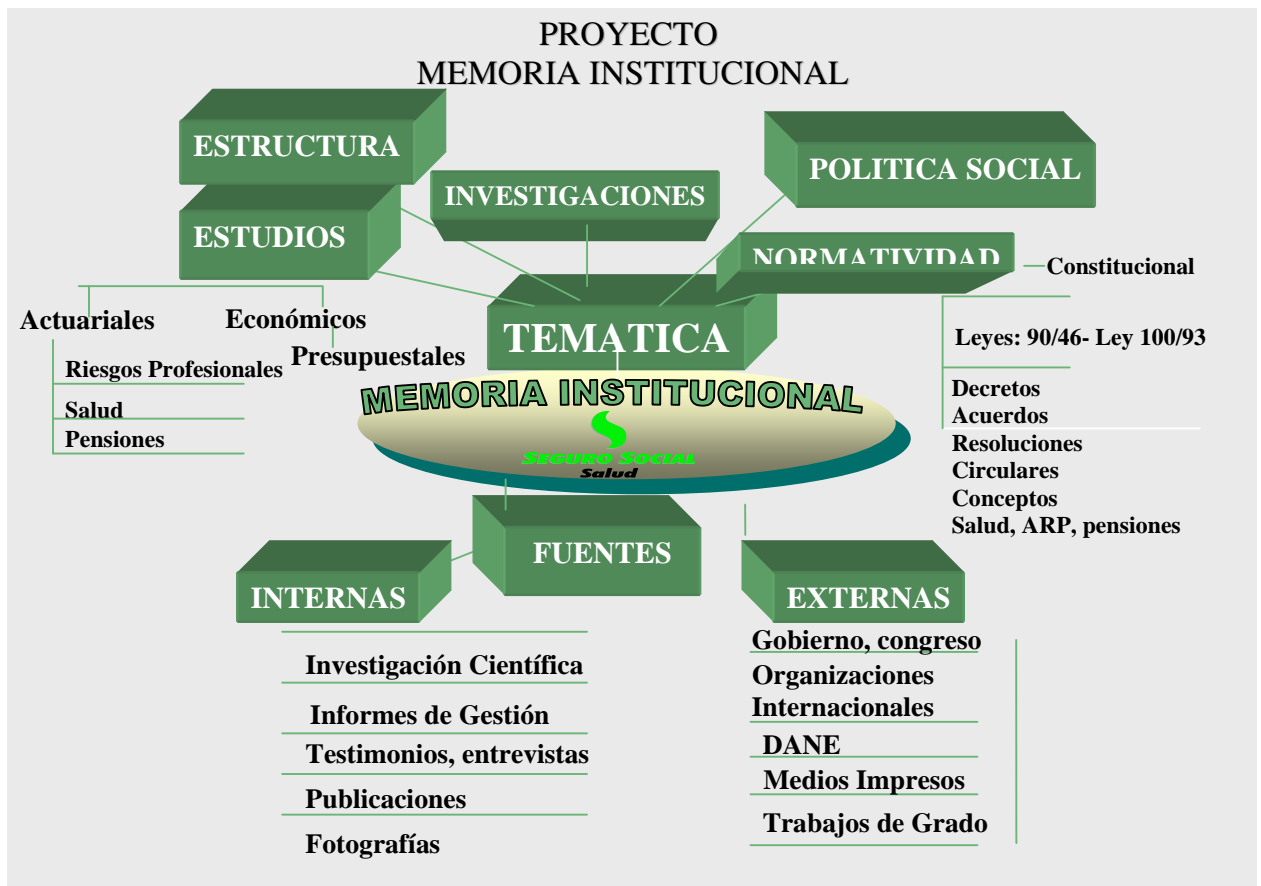 PROYECTO
MEMORIA INSTITUCIONAL
ESTRUCTURA
POLITICA SOCIAL
INVESTIGACIONES
ESTUDIOS
NORMATIVIDAD
Constitucional
Actuariales
Económicos
Presupuestales
Riesgos Profesionales
Salud
Pensiones
TEMATICA
Leyes: 90/46- Ley 100/93
Decretos
Acuerdos
Resoluciones
Circulares
Conceptos
Salud, ARP, pensiones
MEMORIA INSTITUCIONAL
SEGURO SOCIAL
Salud
FUENTES
INTERNAS
EXTERNAS
Investigación Científica
Informes de Gestión
Testimonios, entrevistas
Publicaciones
Fotografías
Gobierno, congreso
Organizaciones
Internacionales
DANE
Medios Impresos
Trabajos de Grado